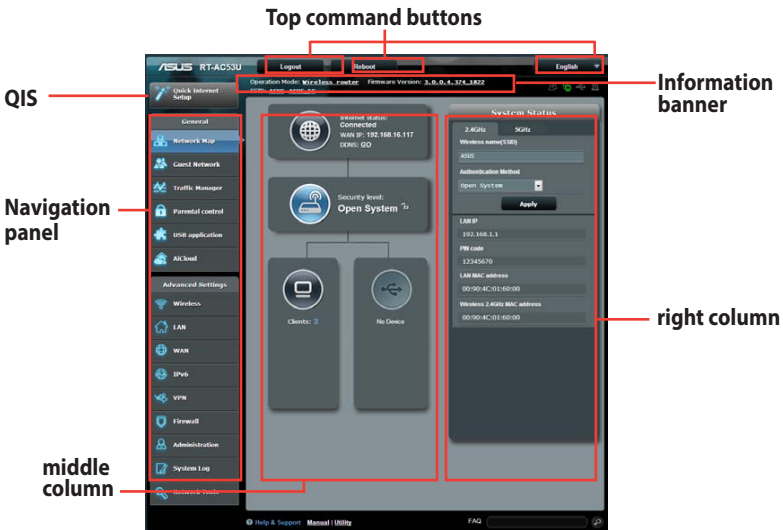 Top command buttons
ASUS RT-AC53U
Logout
Reboot
English
Operation Mode: Wireless router Firmware Version: 3.0.0.4.374_1822
Information
banner
QIS
Quick Internet
Setup
General
Network Map
Guest Network
Traffic Manager
Parental control
USB application
AiCloud
Navigation
panel
Advanced Settings
Wireless
LAN
WAN
IPv6
VPN
Firewall
Administration
System Log
Network Tools
middle
column
Internet status:
Connected
WAN IP: 192.168.16.117
DDNS: GO
Security level:
Open System
Clients: 2
No Device
System Status
2.4GHz
5GHz
Wireless name(SSID)
ASUS
Authentication Method
Open System
Apply
LAN IP
192.168.1.1
PIN code
12345670
LAN MAC address
00:90:4C:01:60:00
Wireless 2.4GHz MAC address
00:90:4C:01:60:00
right column
Help & Support Manual | Utility
FAQ